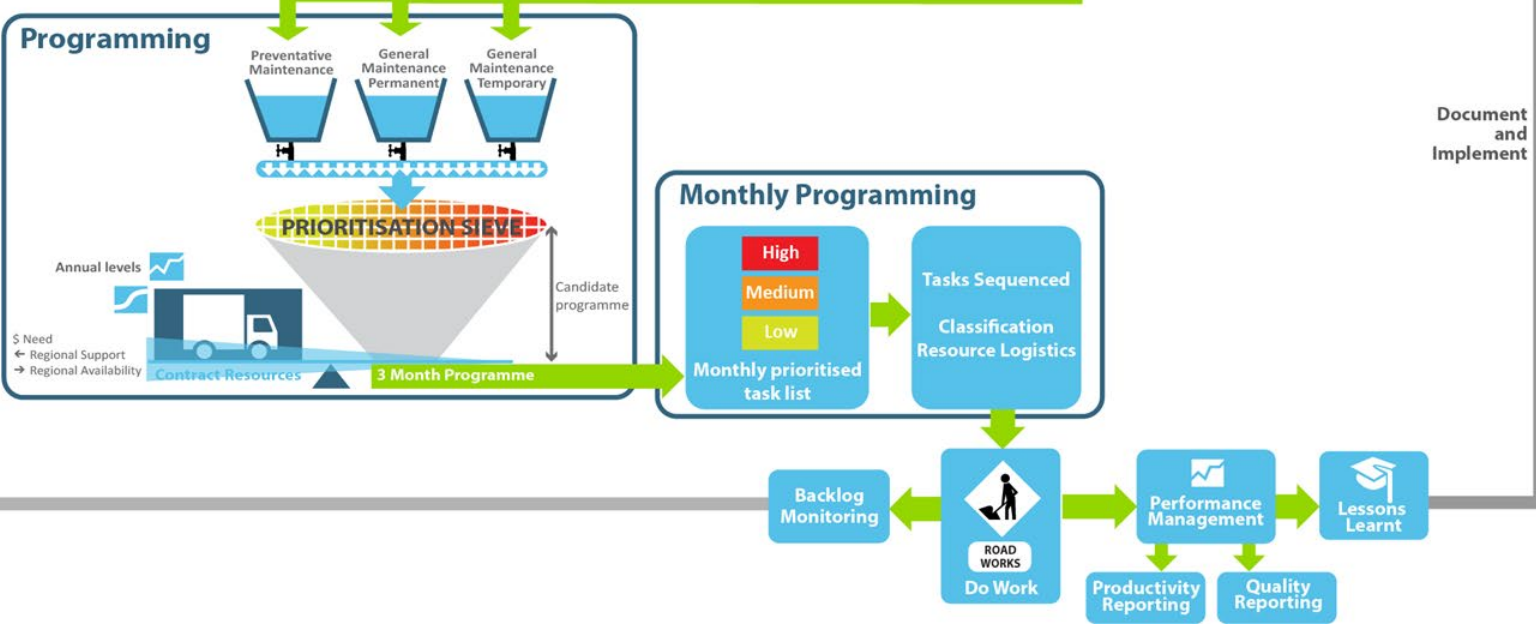 Programming
Preventative
Maintenance
General
Maintenance
Permanent
General
Maintenance
Temporary
PRIORITISATION SIEVE
Annual levels
Candidate
programme
$ Need
← Regional Support
→ Regional Availability
Contract Resources
3 Month Programme
Monthly Programming
High
Medium
Low
Monthly prioritised
task list
Tasks Sequenced
Classification
Resource Logistics
Document
and
Implement
Backlog
Monitoring
ROAD
WORKS
Do Work
Performance
Management
Lessons
Learnt
Productivity
Reporting
Quality
Reporting